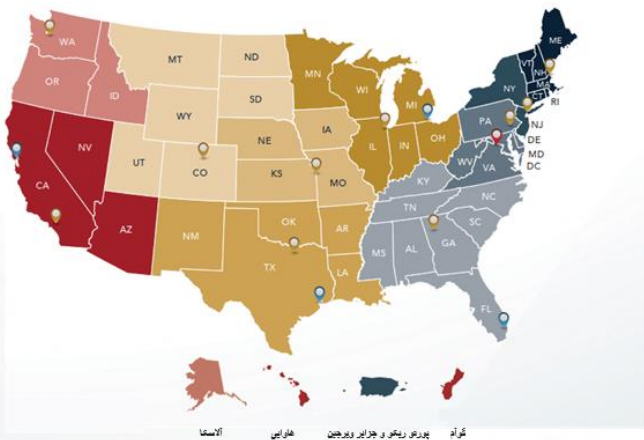 WA
OR
ID
MT
ND
SD
WY
NE
UT
CO
KS
CA
NV
AZ
NM
OK
TX
MN
IA
MO
AR
LA
WI
IL
IN
MI
OH
KY
TN
MS
AL
GA
FL
SC
NC
VA
WV
PA
NY
VT
NH
ME
MA
CT
RI
NJ
DE
MD
DC
آلاسکا
هاوایی
پورتو ریکو و جزایر ویرجین
گوآم